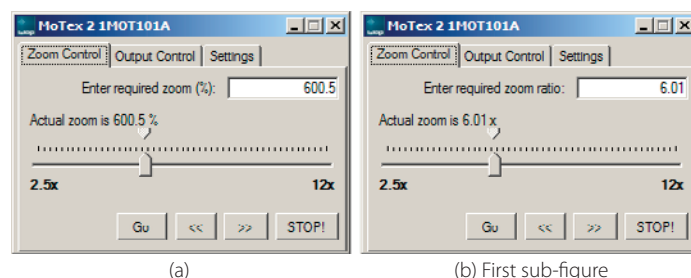 MoTex 2 1MOT101A
Zoom Control Output Control Settings
Enter required zoom (%): 600.5
Actual zoom is 600.5 %
2.5x 12x
Go << >> STOP!
(a)
MoTex 2 1MOT101A
Zoom Control Output Control Settings
Enter required zoom ratio: 6.01
Actual zoom is 6.01 x
2.5x 12x
Go << >> STOP!
(b) First sub-figure